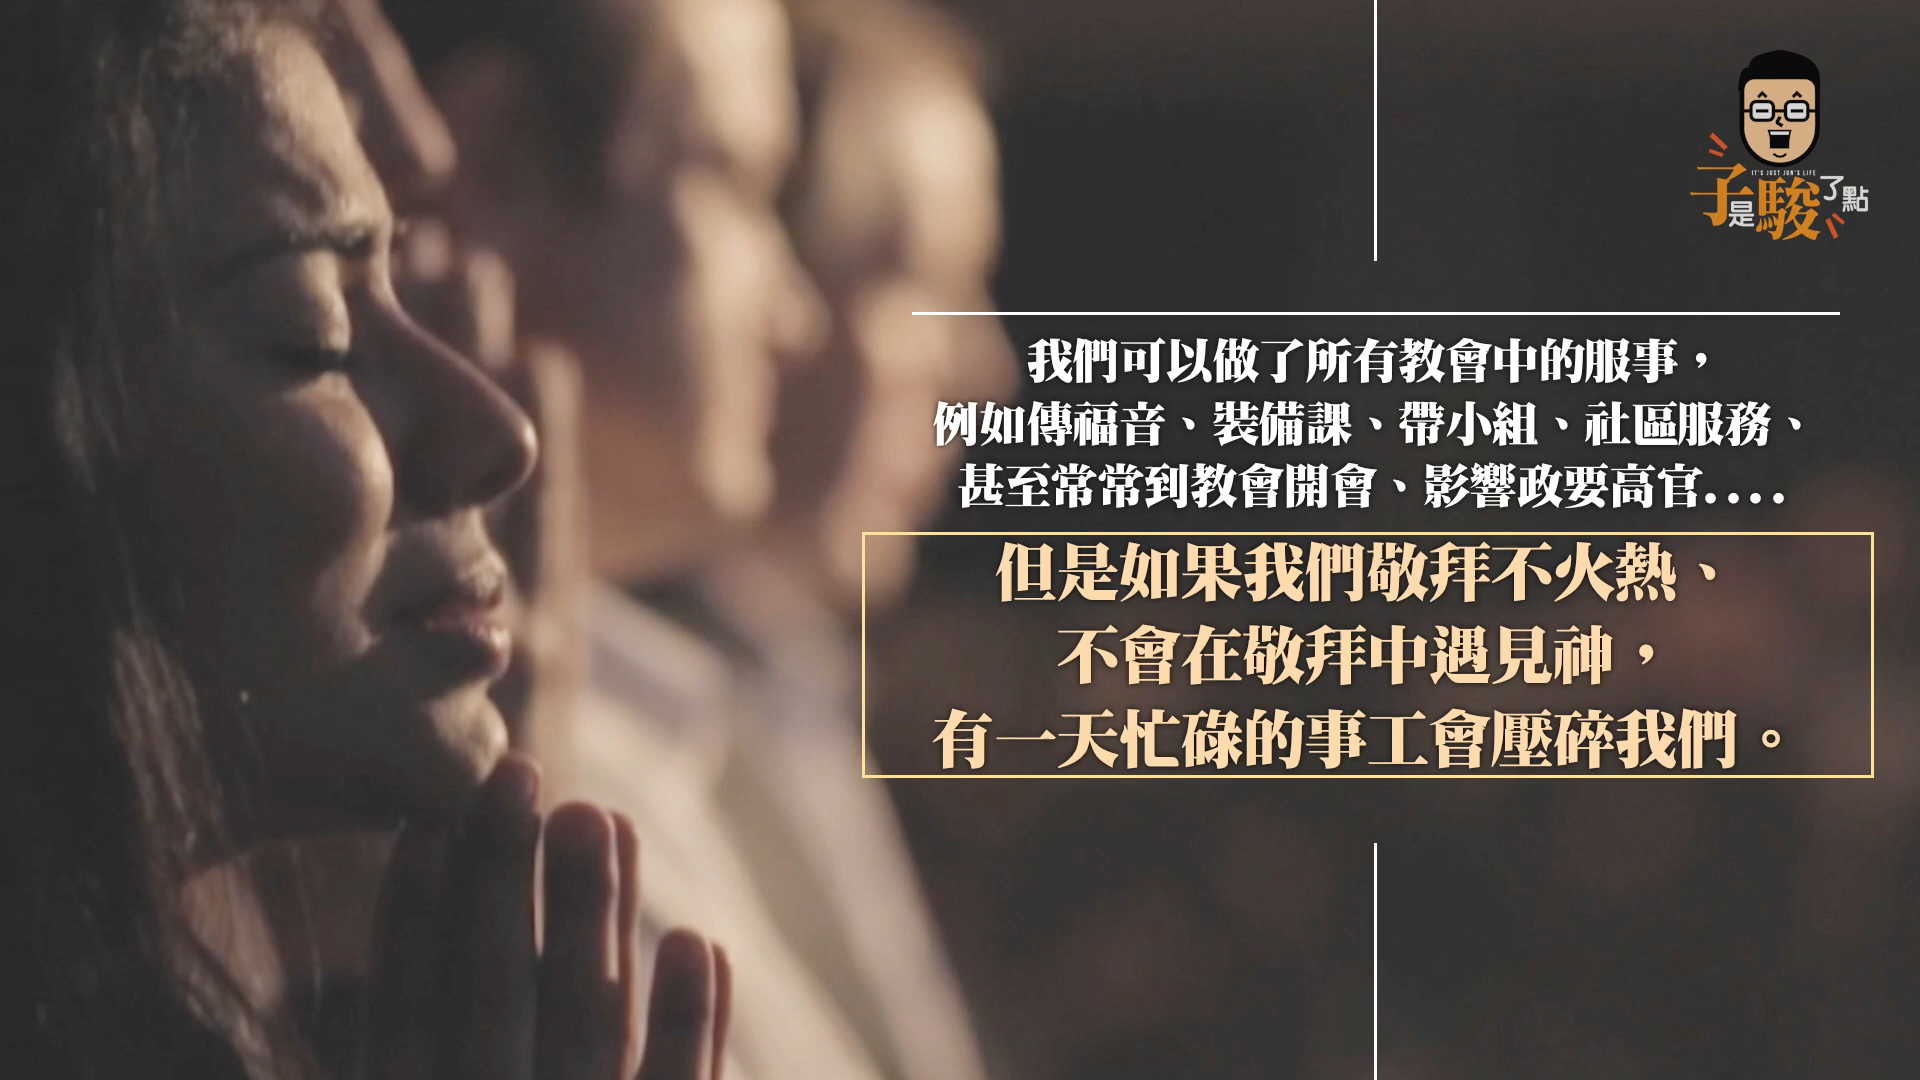 IT'S JUST JUN'S LIFE
子是駿了點
我們可以做了所有教會中的服事，
例如傳福音、裝備課、帶小組、社區服務、
甚至常常到教會開會、影響政要高官....
但是如果我們敬拜不火熱、
不會在敬拜中遇見神，
有一天忙碌的事工會壓碎我們。